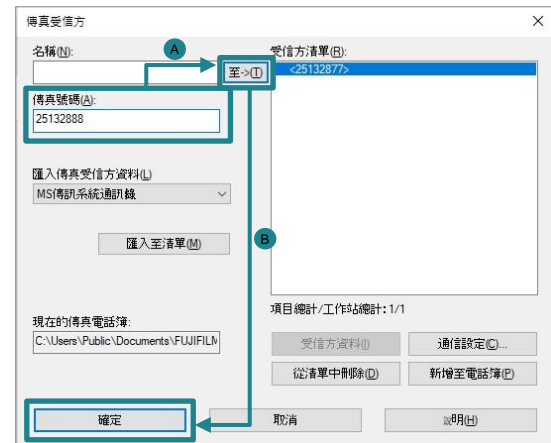 傳真受信方
名稱(N):
A
至->(T)
受信方清單(R):
<25132877>
傳真號碼(A):
25132888
匯入傳真受信方資料(L)
MS傳訊系統通訊錄
匯入至清單(M)
B
項目總計/工作站總計:1/1
現在的傳真電話簿:
C:\Users\Public\Documents\FUJIFILM
受信方資料(I)
通信設定(C)...
從清單中刪除(D)
新增至電話簿(P)
確定
取消
說明(H)